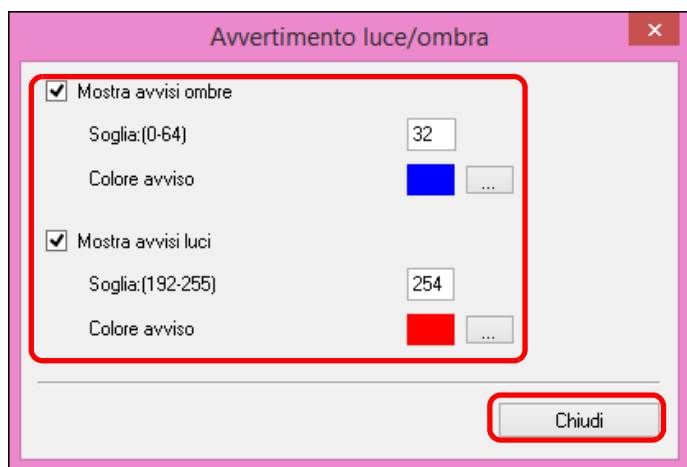 Avvertimento luce/ombra
Mostra avvisi ombre
Soglia:(0-64) 32
Colore avviso ...
Mostra avvisi luci
Soglia:(192-255) 254
Colore avviso ...
Chiudi